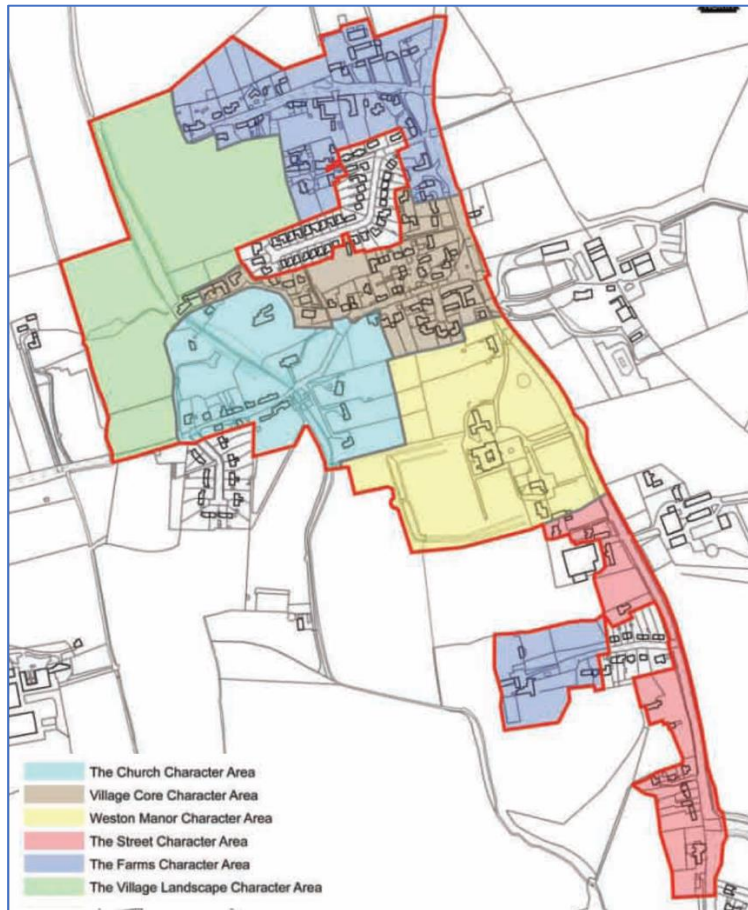 The Church Character Area
Village Core Character Area
Weston Manor Character Area
The Street Character Area
The Farms Character Area
The Village Landscape Character Area